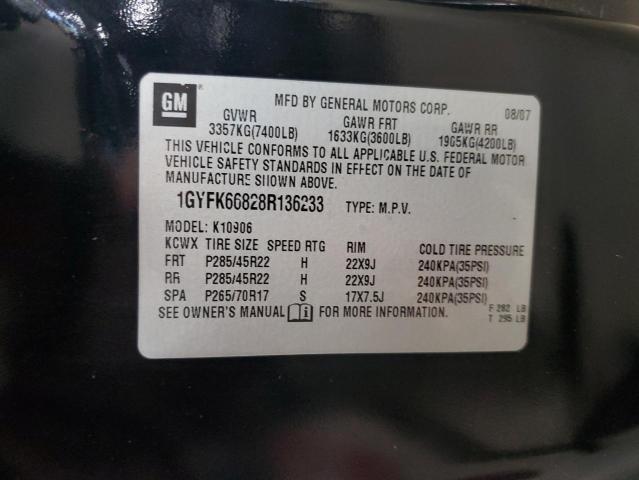 GM
MFD BY GENERAL MOTORS CORP. 08/07
GVWR GAWR FRT GAWR RR
3357KG(7400LB) 1633KG(3600LB) 1905KG(4200LB)
THIS VEHICLE CONFORMS TO ALL APPLICABLE U.S. FEDERAL MOTOR
VEHICLE SAFETY STANDARDS IN EFFECT ON THE DATE OF
MANUFACTURE SHOWN ABOVE.
1GYFK66828R136233 TYPE: M.P.V.
MODEL: K10906
KCWX TIRE SIZE SPEED RTG RIM COLD TIRE PRESSURE
FRT P285/45R22 H 22X9J 240KPA(35PSI)
RR P285/45R22 H 22X9J 240KPA(35PSI)
SPA P265/70R17 S 17X7.5J 240KPA(35PSI)
SEE OWNER'S MANUAL i FOR MORE INFORMATION.
F 282 LB
T 295 LB